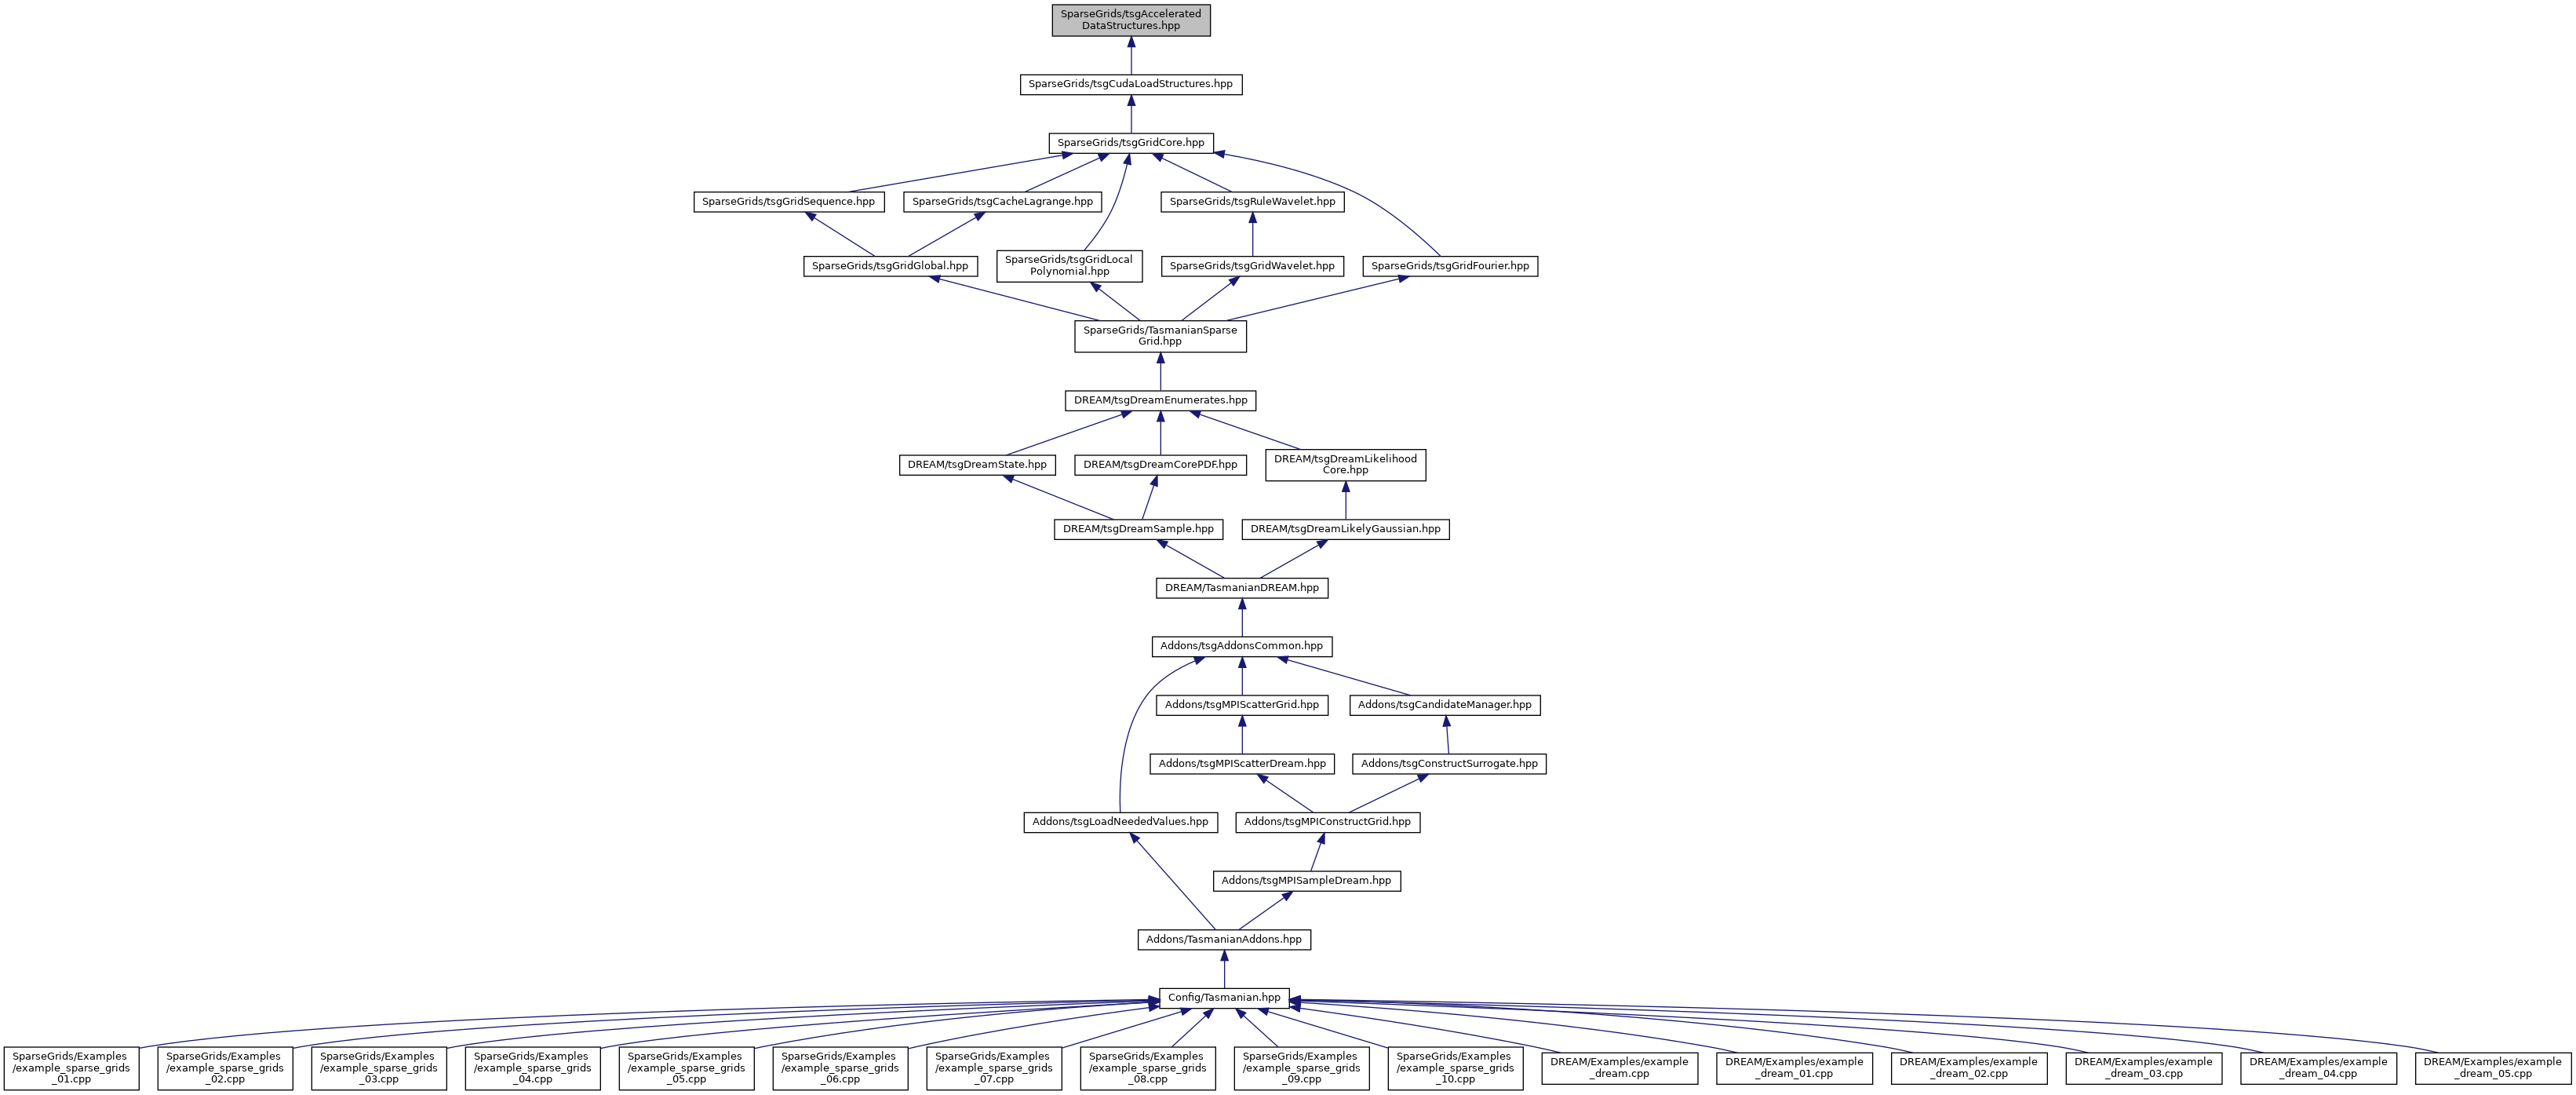 SparseGrids/tsgAccelerated
DataStructures.hpp
SparseGrids/tsgCudaLoadStructures.hpp
SparseGrids/tsgGridCore.hpp
SparseGrids/tsgGridSequence.hpp
SparseGrids/tsgCacheLagrange.hpp
SparseGrids/tsgRuleWavelet.hpp
SparseGrids/tsgGridGlobal.hpp
SparseGrids/tsgGridLocal
Polynomial.hpp
SparseGrids/tsgGridWavelet.hpp
SparseGrids/tsgGridFourier.hpp
SparseGrids/TasmanianSparse
Grid.hpp
DREAM/tsgDreamEnumerates.hpp
DREAM/tsgDreamState.hpp
DREAM/tsgDreamCorePDF.hpp
DREAM/tsgDreamLikelihood
Core.hpp
DREAM/tsgDreamSample.hpp
DREAM/tsgDreamLikelyGaussian.hpp
DREAM/TasmanianDREAM.hpp
Addons/tsgAddonsCommon.hpp
Addons/tsgMPIScatterGrid.hpp
Addons/tsgCandidateManager.hpp
Addons/tsgMPIScatterDream.hpp
Addons/tsgConstructSurrogate.hpp
Addons/tsgLoadNeededValues.hpp
Addons/tsgMPIConstructGrid.hpp
Addons/tsgMPISampleDream.hpp
Addons/TasmanianAddons.hpp
Config/Tasmanian.hpp
SparseGrids/Examples
/example_sparse_grids
_01.cpp
SparseGrids/Examples
/example_sparse_grids
_02.cpp
SparseGrids/Examples
/example_sparse_grids
_03.cpp
SparseGrids/Examples
/example_sparse_grids
_04.cpp
SparseGrids/Examples
/example_sparse_grids
_05.cpp
SparseGrids/Examples
/example_sparse_grids
_06.cpp
SparseGrids/Examples
/example_sparse_grids
_07.cpp
SparseGrids/Examples
/example_sparse_grids
_08.cpp
SparseGrids/Examples
/example_sparse_grids
_09.cpp
SparseGrids/Examples
/example_sparse_grids
_10.cpp
DREAM/Examples/example
_dream.cpp
DREAM/Examples/example
_dream_01.cpp
DREAM/Examples/example
_dream_02.cpp
DREAM/Examples/example
_dream_03.cpp
DREAM/Examples/example
_dream_04.cpp
DREAM/Examples/example
_dream_05.cpp